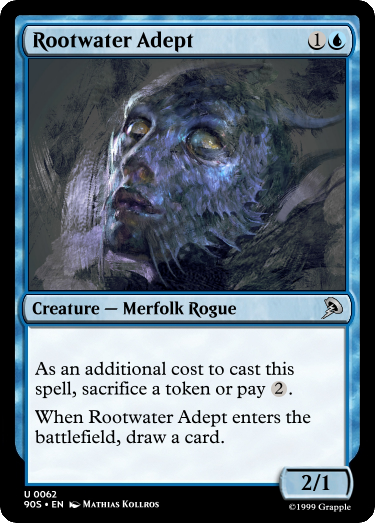 Rootwater Adept 1
Creature — Merfolk Rogue
As an additional cost to cast this
spell, sacrifice a token or pay 2.
When Rootwater Adept enters the
battlefield, draw a card.
2/1
U 0062
90S • EN Mathias Kollros
©1999 Grapple